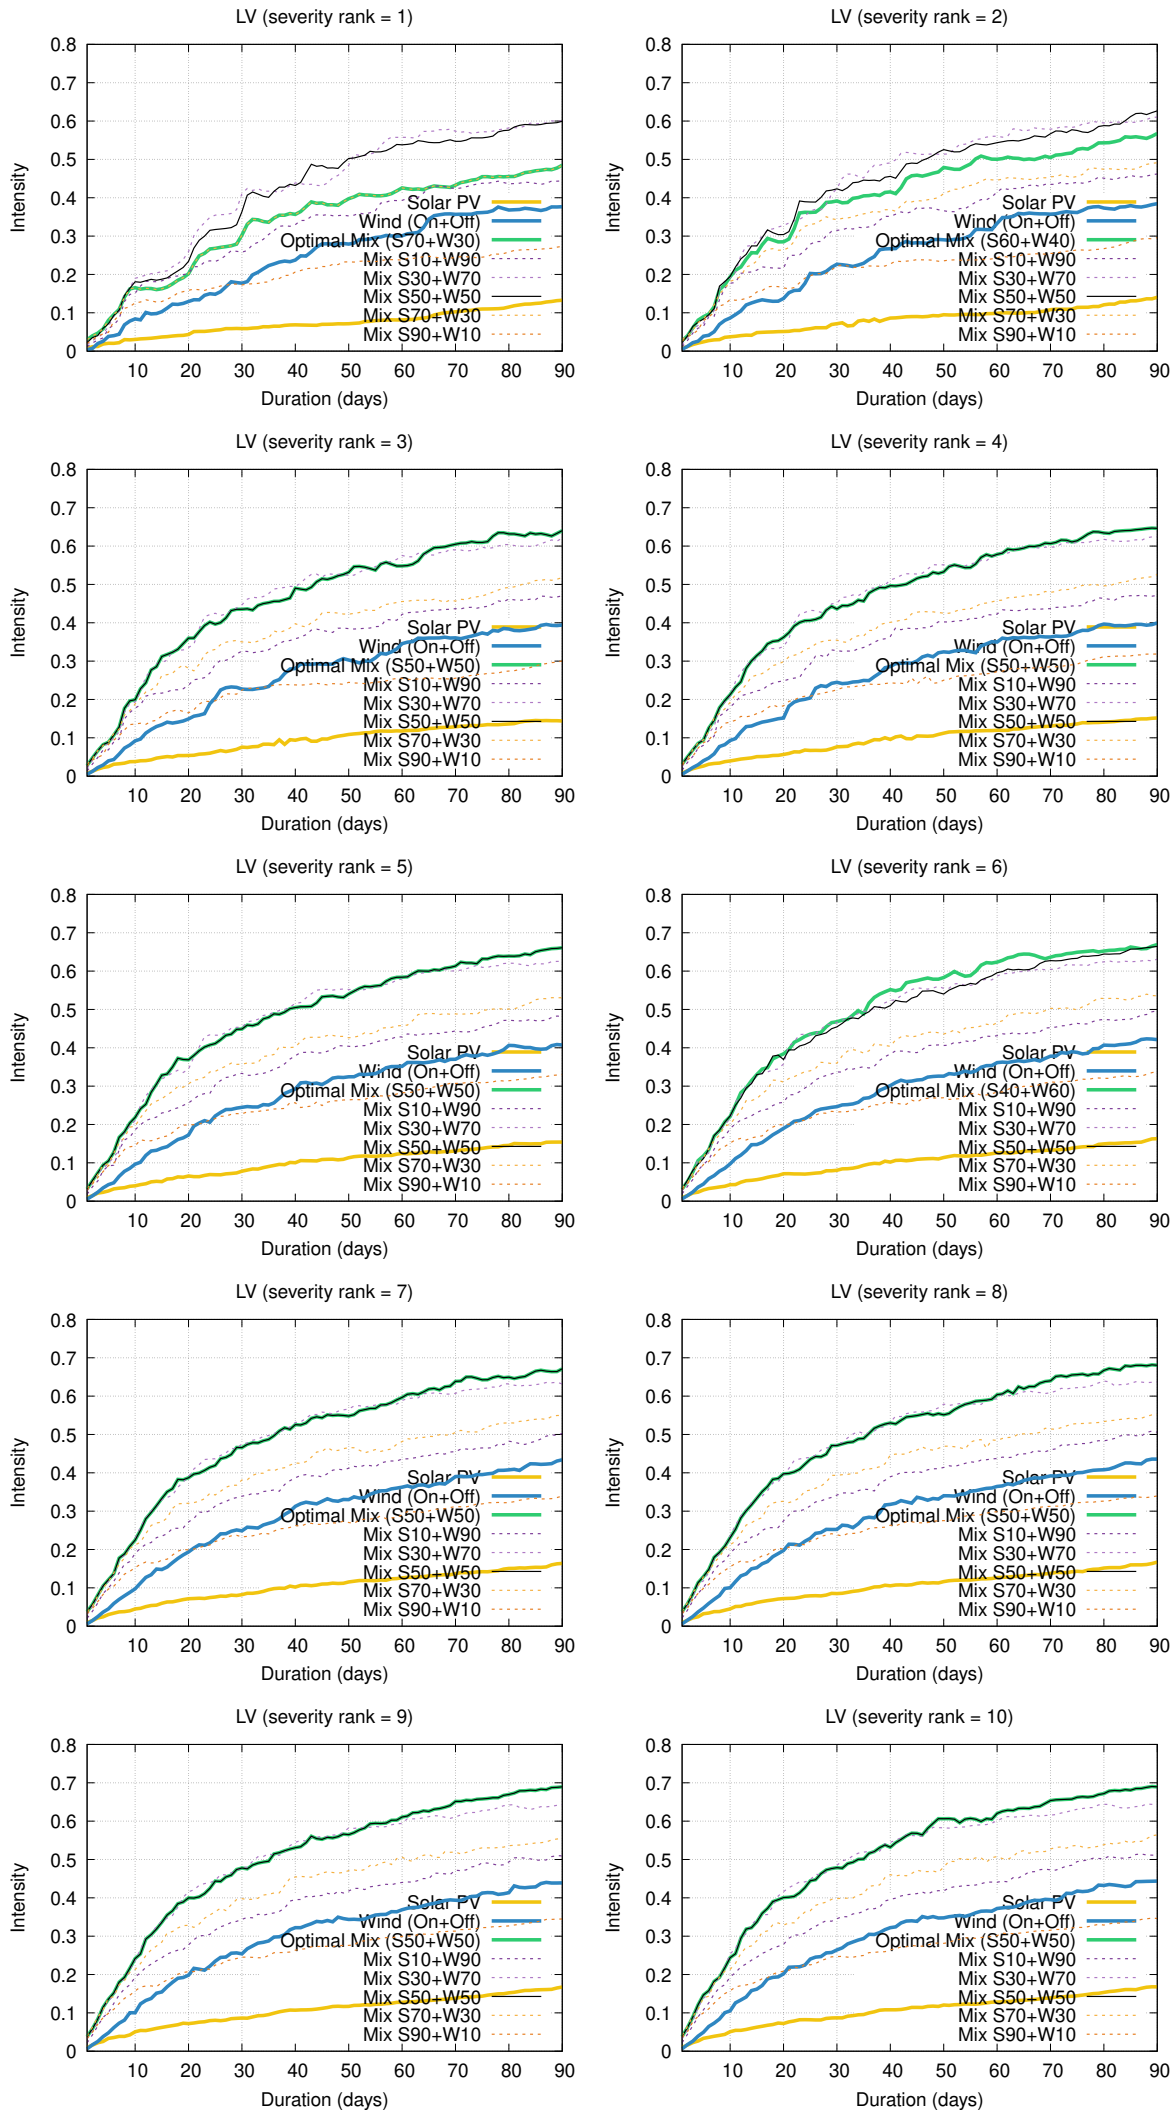 LV (severity rank = 1)
0.8
0.7
0.6
0.5
0.4
0.3
0.2
0.1
0
Intensity
Solar PV
Wind (On+Off)
Optimal Mix (S70+W30)
Mix S10+W90
Mix S30+W70
Mix S50+W50
Mix S70+W30
Mix S90+W10
10 20 30 40 50 60 70 80 90
Duration (days)
LV (severity rank = 2)
0.8
0.7
0.6
0.5
0.4
0.3
0.2
0.1
0
Intensity
Solar PV
Wind (On+Off)
Optimal Mix (S60+W40)
Mix S10+W90
Mix S30+W70
Mix S50+W50
Mix S70+W30
Mix S90+W10
10 20 30 40 50 60 70 80 90
Duration (days)
LV (severity rank = 3)
0.8
0.7
0.6
0.5
0.4
0.3
0.2
0.1
0
Intensity
Solar PV
Wind (On+Off)
Optimal Mix (S50+W50)
Mix S10+W90
Mix S30+W70
Mix S50+W50
Mix S70+W30
Mix S90+W10
10 20 30 40 50 60 70 80 90
Duration (days)
LV (severity rank = 4)
0.8
0.7
0.6
0.5
0.4
0.3
0.2
0.1
0
Intensity
Solar PV
Wind (On+Off)
Optimal Mix (S50+W50)
Mix S10+W90
Mix S30+W70
Mix S50+W50
Mix S70+W30
Mix S90+W10
10 20 30 40 50 60 70 80 90
Duration (days)
LV (severity rank = 5)
0.8
0.7
0.6
0.5
0.4
0.3
0.2
0.1
0
Intensity
Solar PV
Wind (On+Off)
Optimal Mix (S50+W50)
Mix S10+W90
Mix S30+W70
Mix S50+W50
Mix S70+W30
Mix S90+W10
10 20 30 40 50 60 70 80 90
Duration (days)
LV (severity rank = 6)
0.8
0.7
0.6
0.5
0.4
0.3
0.2
0.1
0
Intensity
Solar PV
Wind (On+Off)
Optimal Mix (S40+W60)
Mix S10+W90
Mix S30+W70
Mix S50+W50
Mix S70+W30
Mix S90+W10
10 20 30 40 50 60 70 80 90
Duration (days)
LV (severity rank = 7)
0.8
0.7
0.6
0.5
0.4
0.3
0.2
0.1
0
Intensity
Solar PV
Wind (On+Off)
Optimal Mix (S50+W50)
Mix S10+W90
Mix S30+W70
Mix S50+W50
Mix S70+W30
Mix S90+W10
10 20 30 40 50 60 70 80 90
Duration (days)
LV (severity rank = 8)
0.8
0.7
0.6
0.5
0.4
0.3
0.2
0.1
0
Intensity
Solar PV
Wind (On+Off)
Optimal Mix (S50+W50)
Mix S10+W90
Mix S30+W70
Mix S50+W50
Mix S70+W30
Mix S90+W10
10 20 30 40 50 60 70 80 90
Duration (days)
LV (severity rank = 9)
0.8
0.7
0.6
0.5
0.4
0.3
0.2
0.1
0
Intensity
Solar PV
Wind (On+Off)
Optimal Mix (S50+W50)
Mix S10+W90
Mix S30+W70
Mix S50+W50
Mix S70+W30
Mix S90+W10
10 20 30 40 50 60 70 80 90
Duration (days)
LV (severity rank = 10)
0.8
0.7
0.6
0.5
0.4
0.3
0.2
0.1
0
Intensity
Solar PV
Wind (On+Off)
Optimal Mix (S50+W50)
Mix S10+W90
Mix S30+W70
Mix S50+W50
Mix S70+W30
Mix S90+W10
10 20 30 40 50 60 70 80 90
Duration (days)